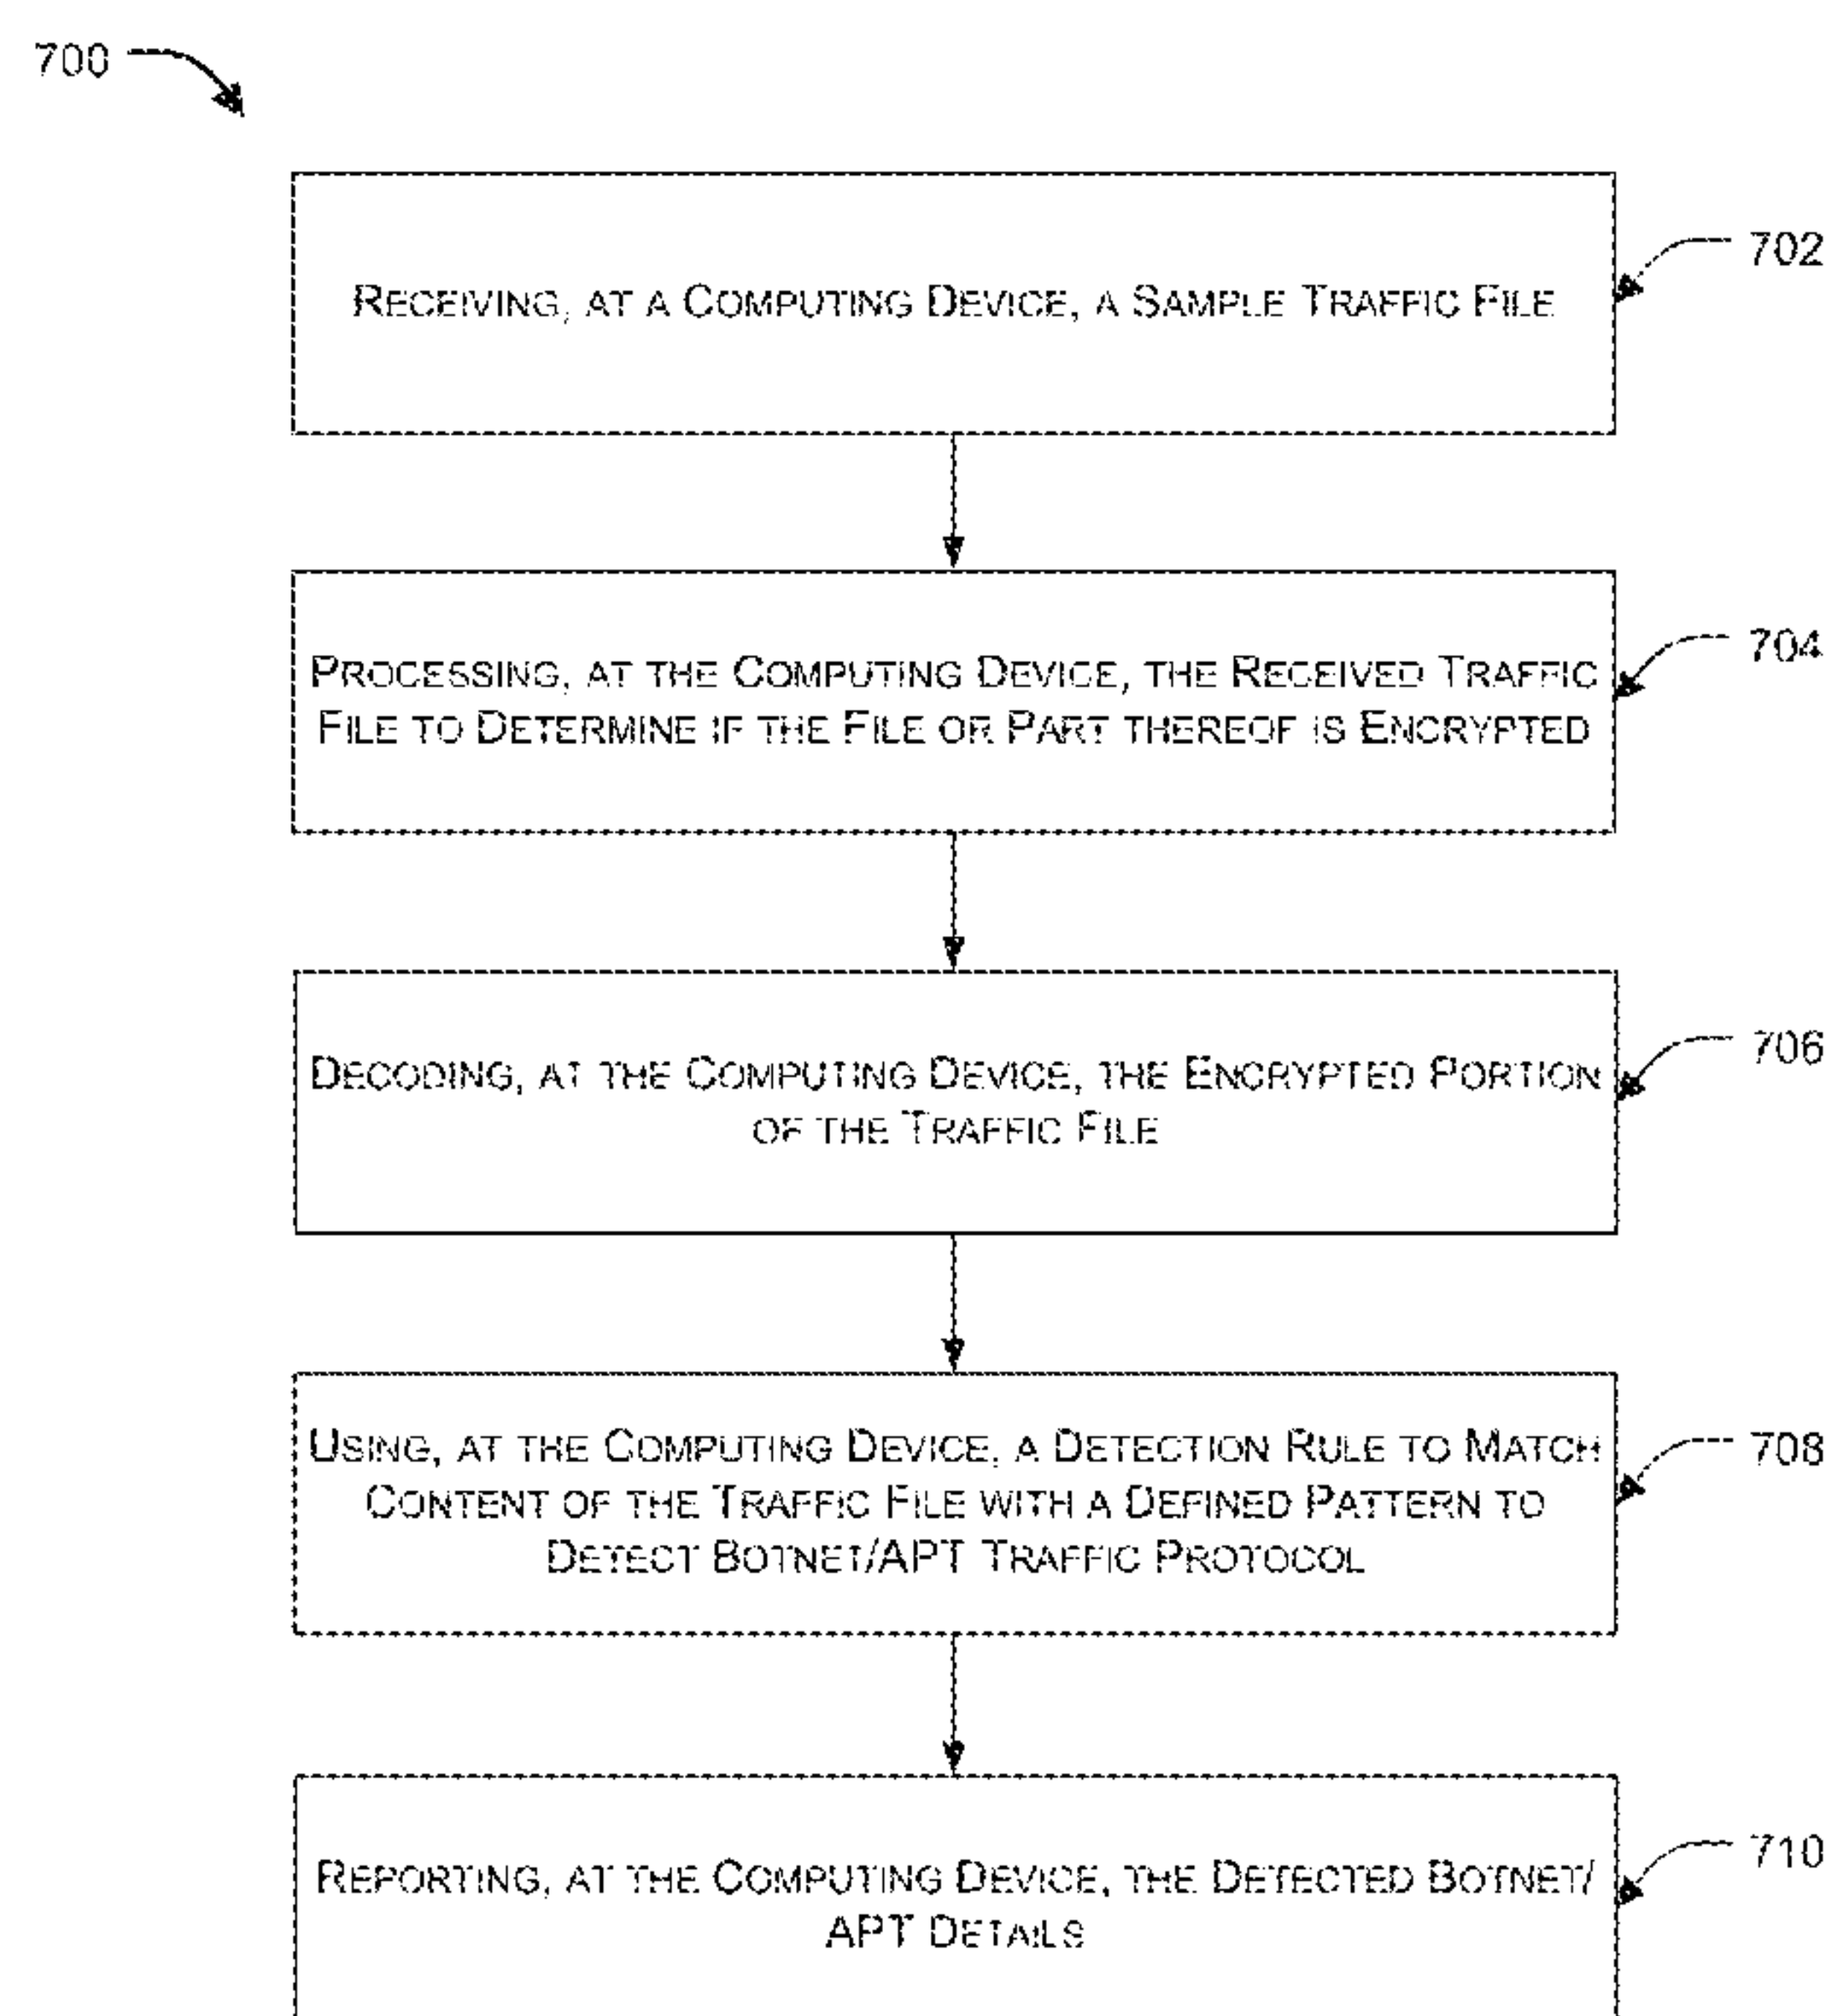 700
RECEIVING, AT A COMPUTING DEVICE, A SAMPLE TRAFFIC FILE
702
PROCESSING, AT THE COMPUTING DEVICE, THE RECEIVED TRAFFIC
FILE TO DETERMINE IF THE FILE OR PART THEREOF IS ENCRYPTED
704
DECODING, AT THE COMPUTING DEVICE, THE ENCRYPTED PORTION
OF THE TRAFFIC FILE
706
USING, AT THE COMPUTING DEVICE, A DETECTION RULE TO MATCH
CONTENT OF THE TRAFFIC FILE WITH A DEFINED PATTERN TO
DETECT BOTNET/APT TRAFFIC PROTOCOL
708
REPORTING, AT THE COMPUTING DEVICE, THE DETECTED BOTNET/
APT DETAILS
710